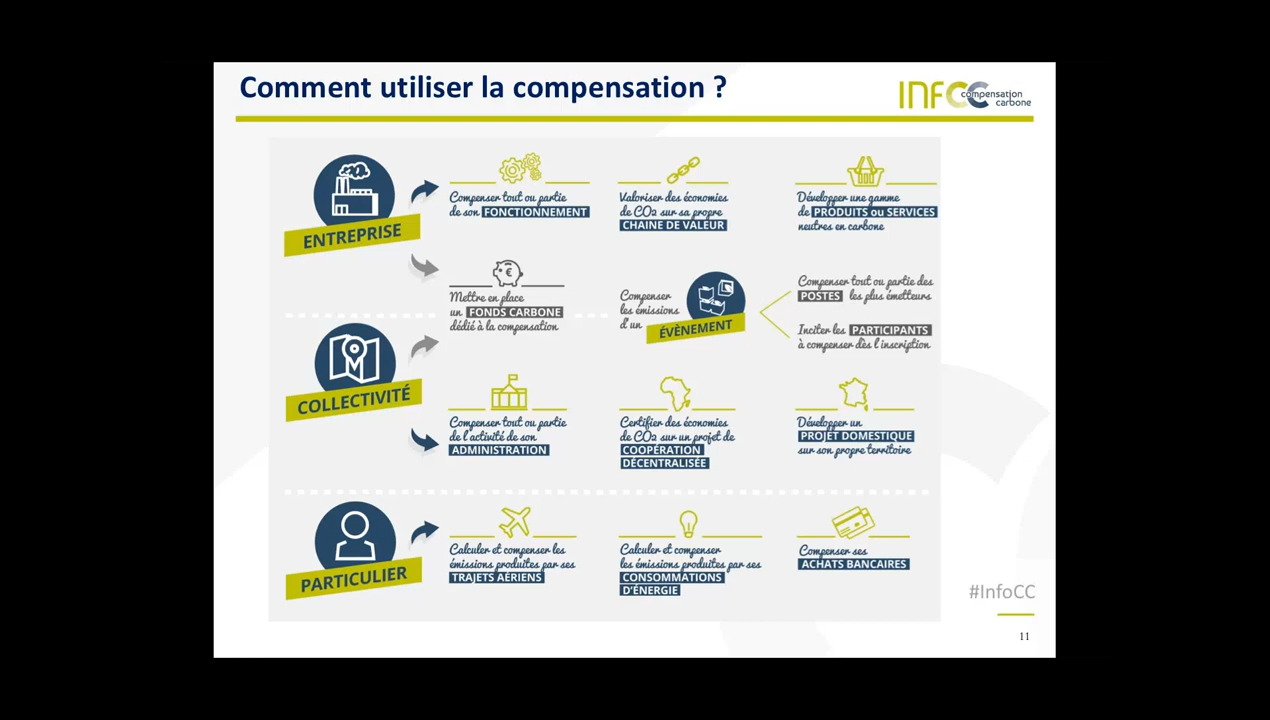 Comment utiliser la compensation ?
INFCC compensation
carbone
ENTREPRISE
Compenser tout ou partie
de son FONCTIONNEMENT
Valoriser des économies
de CO2 sur sa propre
CHAINE DE VALEUR
Développer une gamme
de PRODUITS ou SERVICES
neutres en carbone
Mettre en place
un FONDS CARBONE
dédié à la compensation
Compenser
les émissions
d'un
ÉVÈNEMENT
Compenser tout ou partie des
POSTES les plus émetteurs
Inciter les PARTICIPANTS
à compenser dès l'inscription
COLLECTIVITÉ
Compenser tout ou partie
de l'activité de son
ADMINISTRATION
Certifier des économies
de CO2 sur un projet de
COOPÉRATION
DÉCENTRALISÉE
Développer un
PROJET DOMESTIQUE
sur son propre territoire
PARTICULIER
Calculer et compenser les
émissions produites par ses
TRAJETS AÉRIENS
Calculer et compenser
les émissions produites par ses
CONSOMMATIONS
D'ÉNERGIE
Compenser ses
ACHATS BANCAIRES
#InfoCC
11